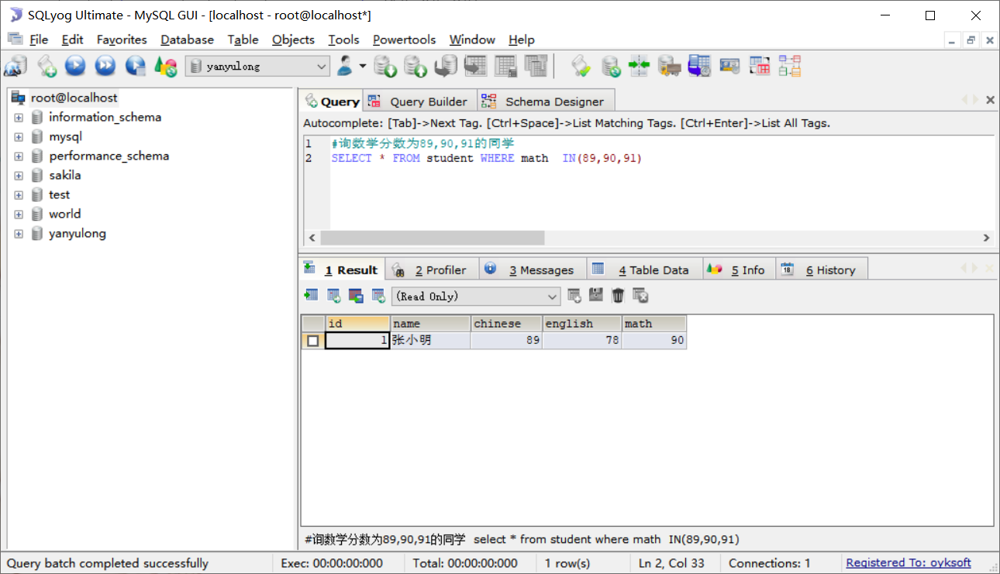 SQLyog Ultimate - MySQL GUI - [localhost - root@localhost*]
File Edit Favorites Database Table Objects Tools Powertools Window Help
yanyulong
root@localhost
information_schema
mysql
performance_schema
sakila
test
world
yanyulong
Query Query Builder Schema Designer
Autocomplete: [Tab]->Next Tag. [Ctrl+Space]->List Matching Tags. [Ctrl+Enter]->List All Tags.
1 #询数学分数为89,90,91的同学
2 SELECT * FROM student WHERE math  IN(89,90,91)
1 Result 2 Profiler 3 Messages 4 Table Data 5 Info 18 6 History
(Read Only)
id name chinese english math
1 张小明 89 78 90
#询数学分数为89,90,91的同学  select * from student where math  IN(89,90,91)
Query batch completed successfully Exec: 00:00:00:000 Total: 00:00:00:000 1 row(s) Ln 2, Col 33 Connections: 1 Registered To: oyksoft